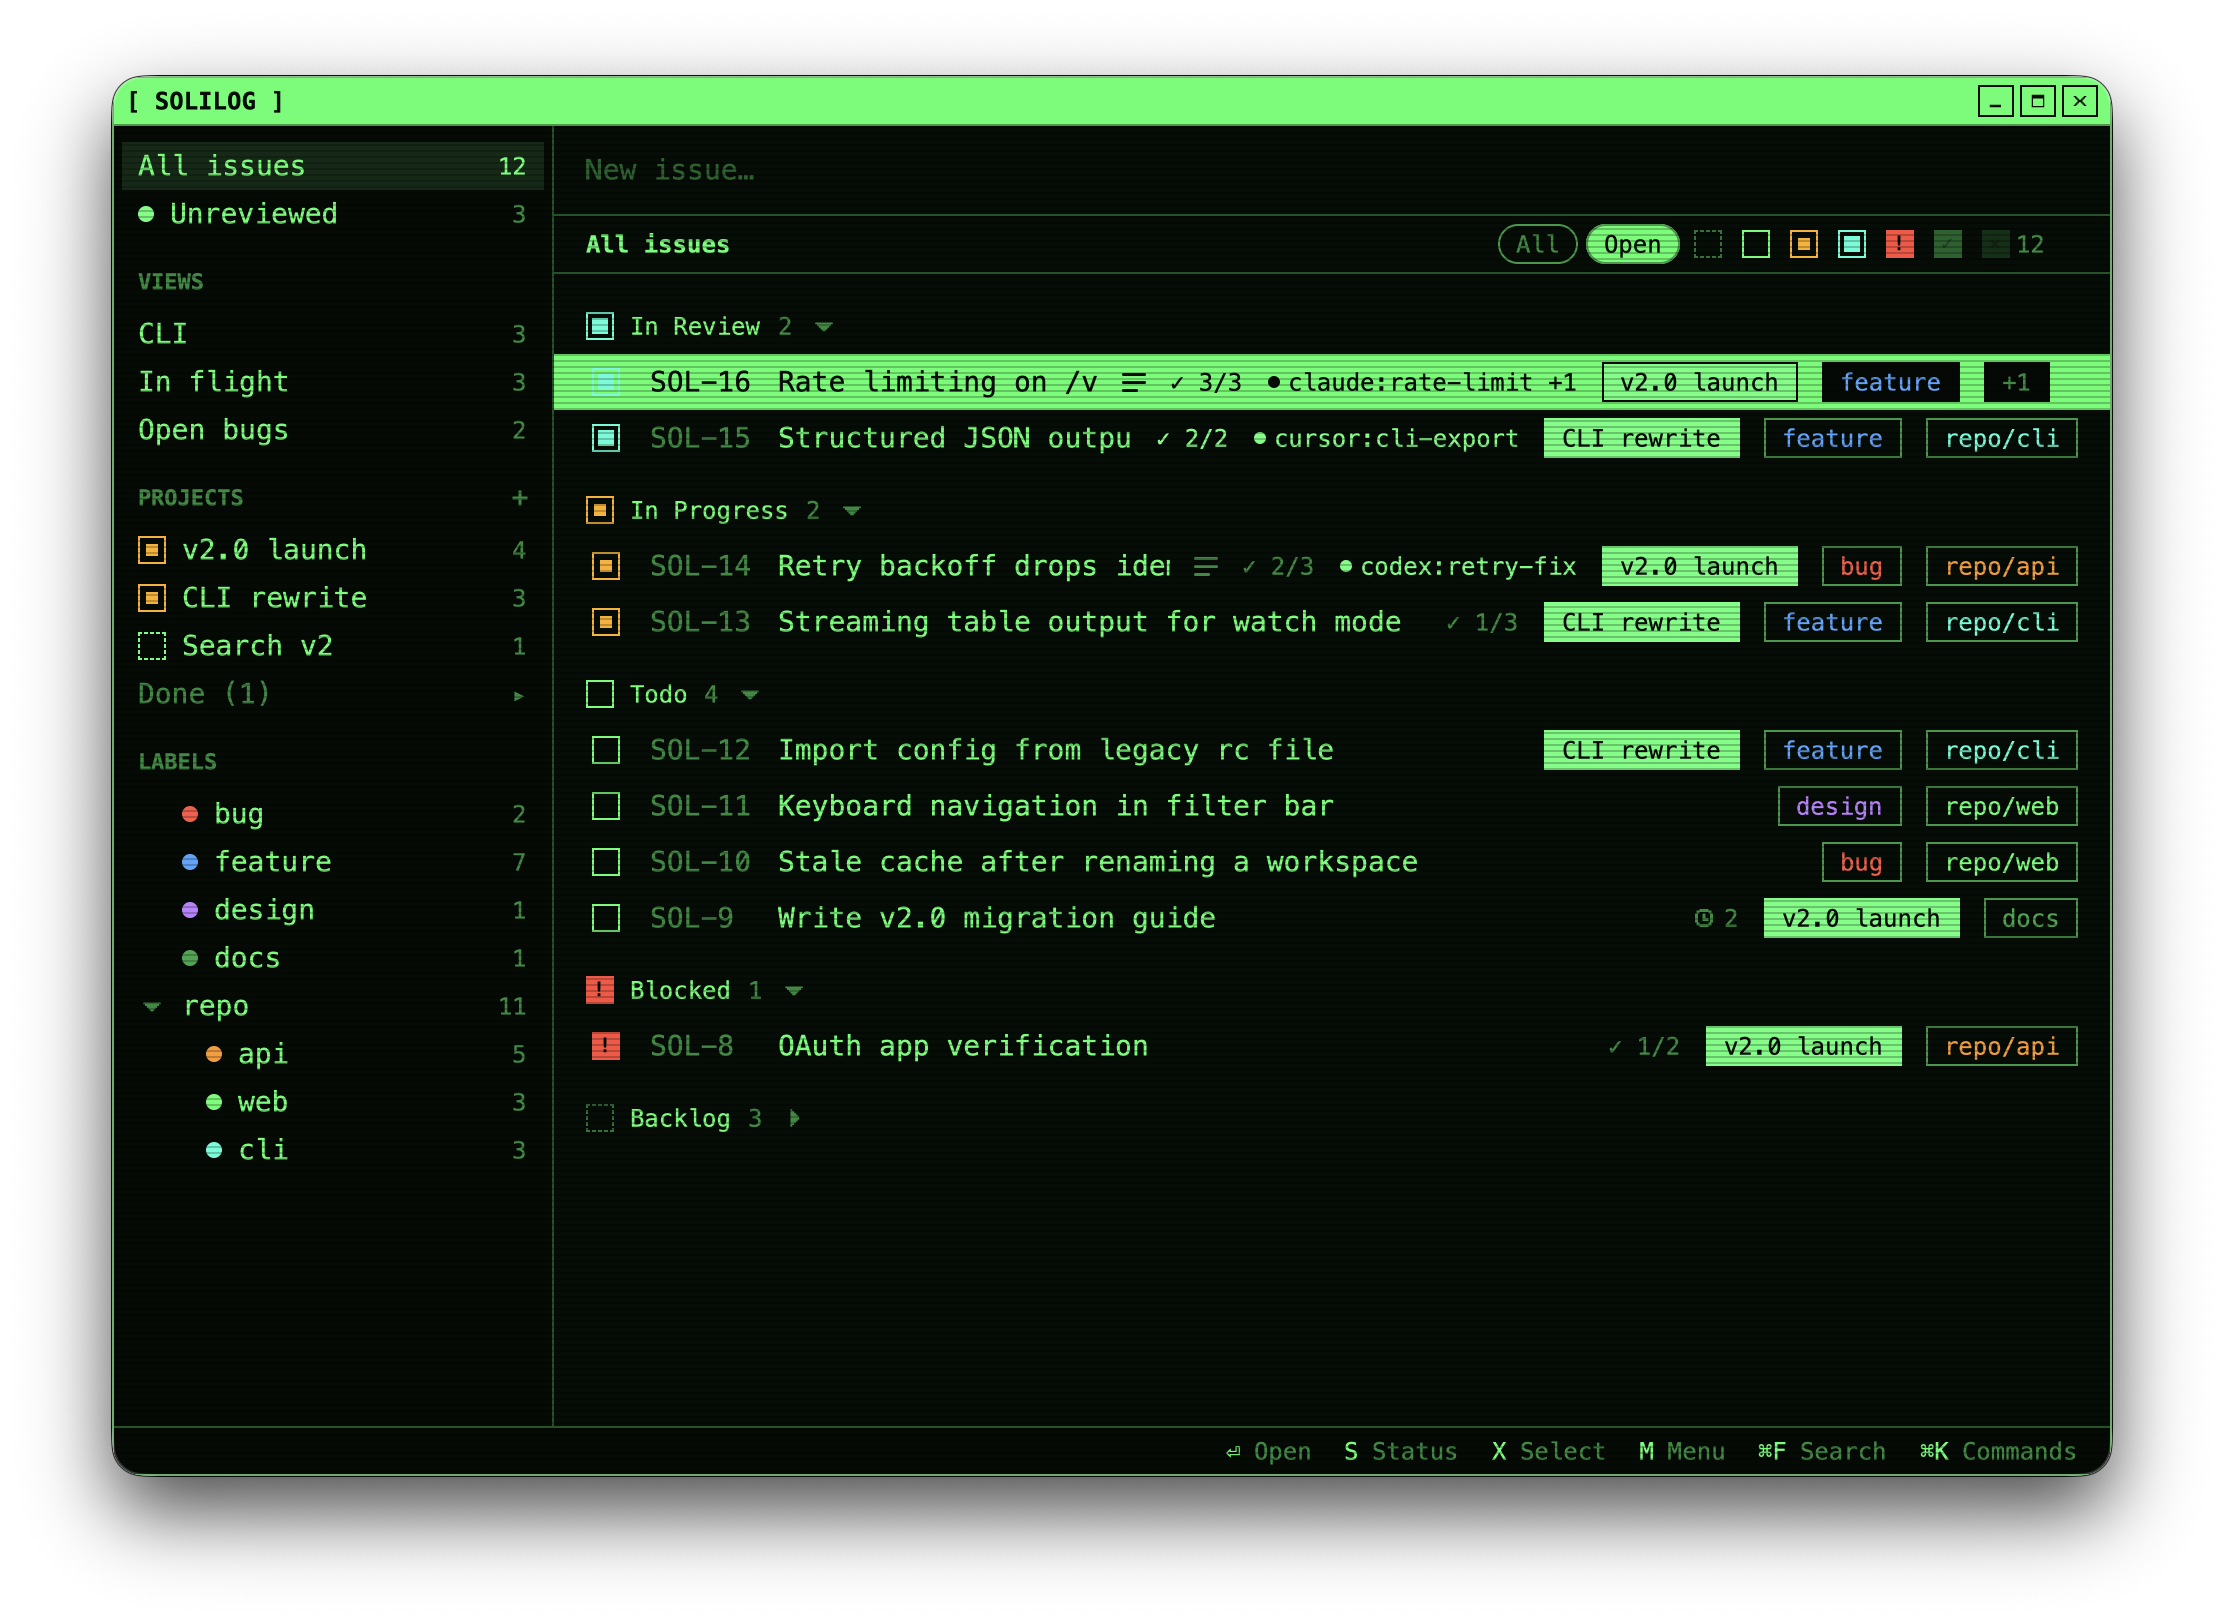 [ SOLILOG ]
All issues 12
Unreviewed 3
VIEWS
CLI 3
In flight 3
Open bugs 2
PROJECTS +
v2.0 launch 4
CLI rewrite 3
Search v2 1
Done (1)
LABELS
bug 2
feature 7
design 1
docs 1
repo 11
api 5
web 3
cli 3
New issue…
All issues All Open ! ✓ × 12
In Review 2
SOL-16 Rate limiting on /v ✓ 3/3 claude:rate-limit +1 v2.0 launch feature +1
SOL-15 Structured JSON outpu ✓ 2/2 cursor:cli-export CLI rewrite feature repo/cli
In Progress 2
SOL-14 Retry backoff drops ide ✓ 2/3 codex:retry-fix v2.0 launch bug repo/api
SOL-13 Streaming table output for watch mode ✓ 1/3 CLI rewrite feature repo/cli
Todo 4
SOL-12 Import config from legacy rc file CLI rewrite feature repo/cli
SOL-11 Keyboard navigation in filter bar design repo/web
SOL-10 Stale cache after renaming a workspace bug repo/web
SOL-9 Write v2.0 migration guide 2 v2.0 launch docs
! Blocked 1
! SOL-8 OAuth app verification ✓ 1/2 v2.0 launch repo/api
Backlog 3
⏎ Open S Status X Select M Menu ⌘F Search ⌘K Commands